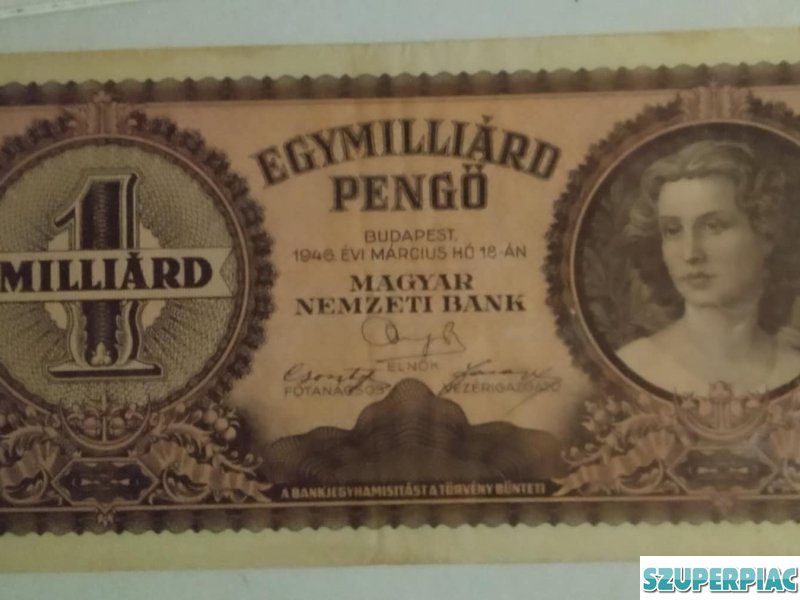 EGYMILLIÁRD
PENGŐ
1
MILLIÁRD
BUDAPEST,
1946. ÉVI MÁRCIUS HÓ 18-ÁN
MAGYAR
NEMZETI BANK
ELNÖK
FŐTANÁCSOS VEZÉRIGAZGATÓ
A BANKJEGYHAMISITÁST A TÖRVÉNY BÜNTETI
SZUPERPIAC